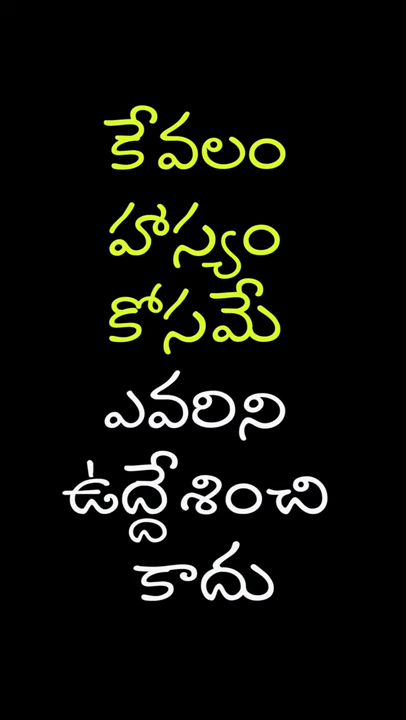 కేవలం
హాస్యం
కోసమే
ఎవరిని
ఉద్దేశించి
కాదు